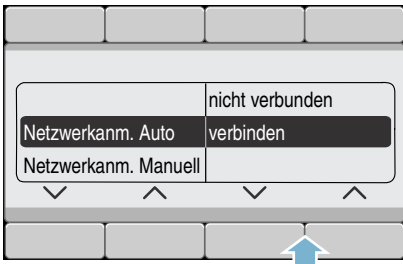 nicht verbunden
Netzwerkanm. Auto verbinden
Netzwerkanm. Manuell